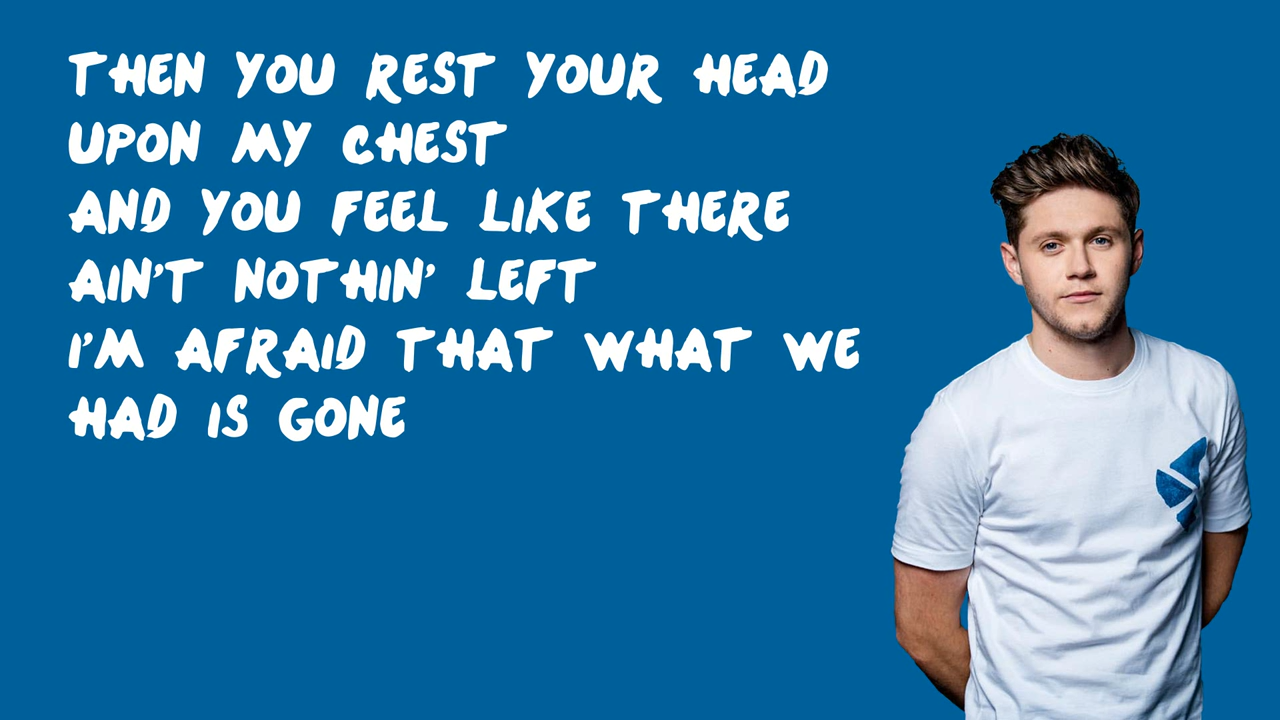 THEN YOU REST YOUR HEAD
UPON MY CHEST
AND YOU FEEL LIKE THERE
AIN'T NOTHIN' LEFT
I'M AFRAID THAT WHAT WE
HAD IS GONE